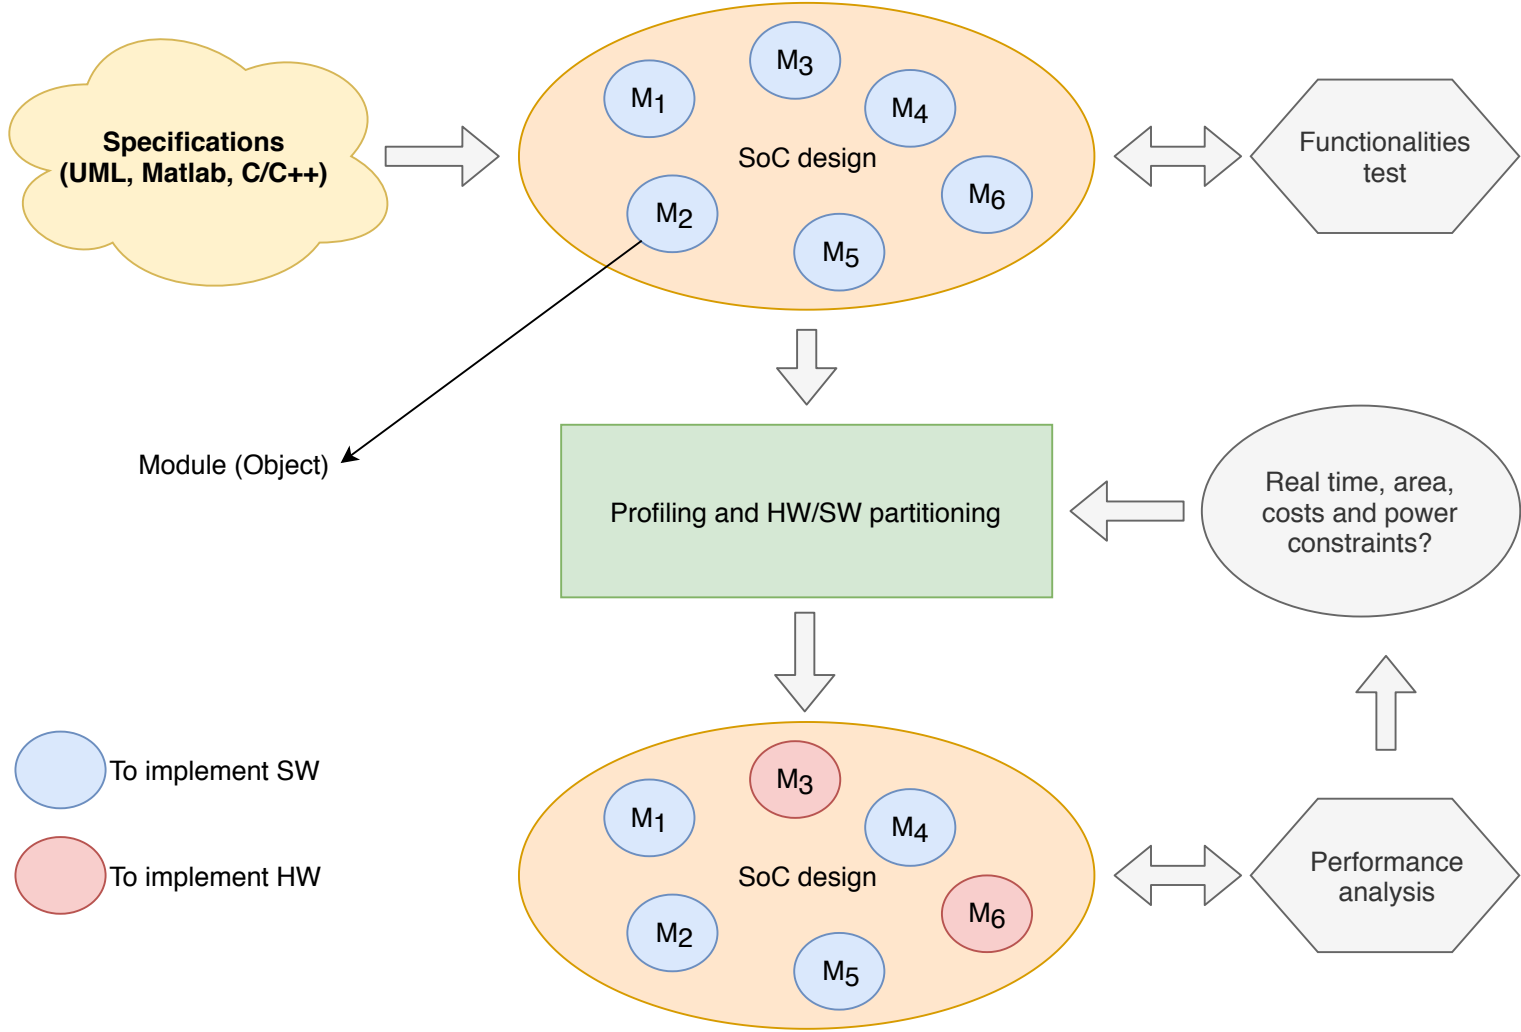 Specifications
(UML, Matlab, C/C++)
M1
M3
M4
SoC design
M2
M6
M5
Functionalities
test
Module (Object)
Profiling and HW/SW partitioning
Real time, area,
costs and power
constraints?
To implement SW
To implement HW
M3
M1
M4
SoC design
M2
M6
M5
Performance
analysis